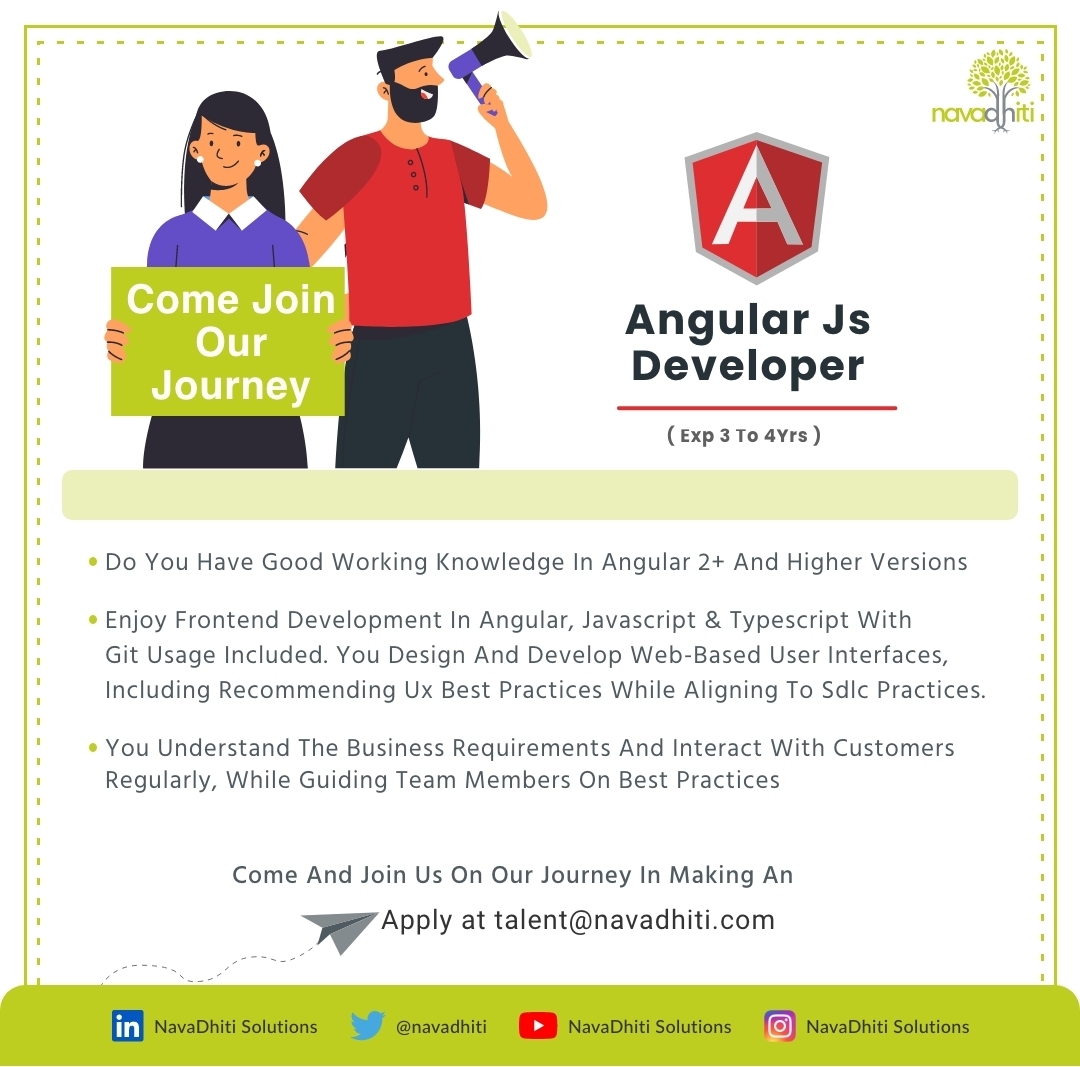 navadhiti
Come Join
Our
Journey
Angular Js
Developer
( Exp 3 To 4Yrs )
Do You Have Good Working Knowledge In Angular 2+ And Higher Versions
Enjoy Frontend Development In Angular, Javascript & Typescript With
Git Usage Included. You Design And Develop Web-Based User Interfaces,
Including Recommending Ux Best Practices While Aligning To Sdlc Practices.
You Understand The Business Requirements And Interact With Customers
Regularly, While Guiding Team Members On Best Practices
Come And Join Us On Our Journey In Making An
Apply at talent@navadhiti.com
in NavaDhiti Solutions @navadhiti NavaDhiti Solutions NavaDhiti Solutions